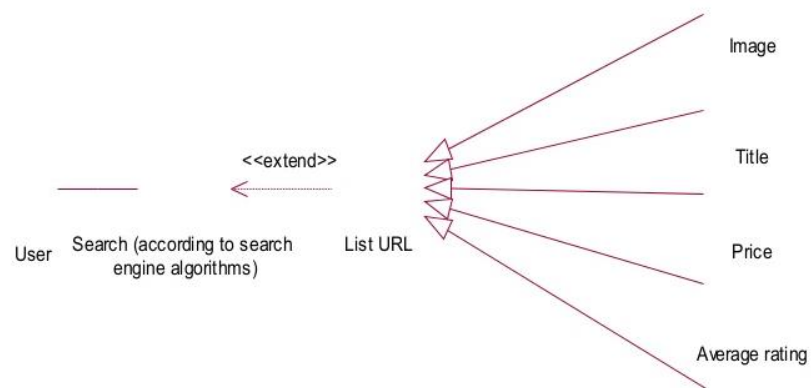 Image
<<extend>>
Title
User
Search (according to search
engine algorithms)
List URL
Price
Average rating